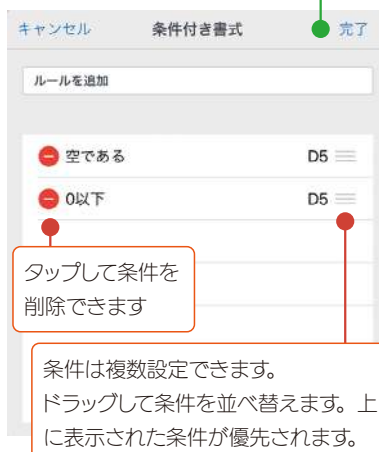 キャンセル 条件付き書式 完了
ルールを追加
空である D5
0以下 D5
タップして条件を
削除できます
条件は複数設定できます。
ドラッグして条件を並べ替えます。上
に表示された条件が優先されます。